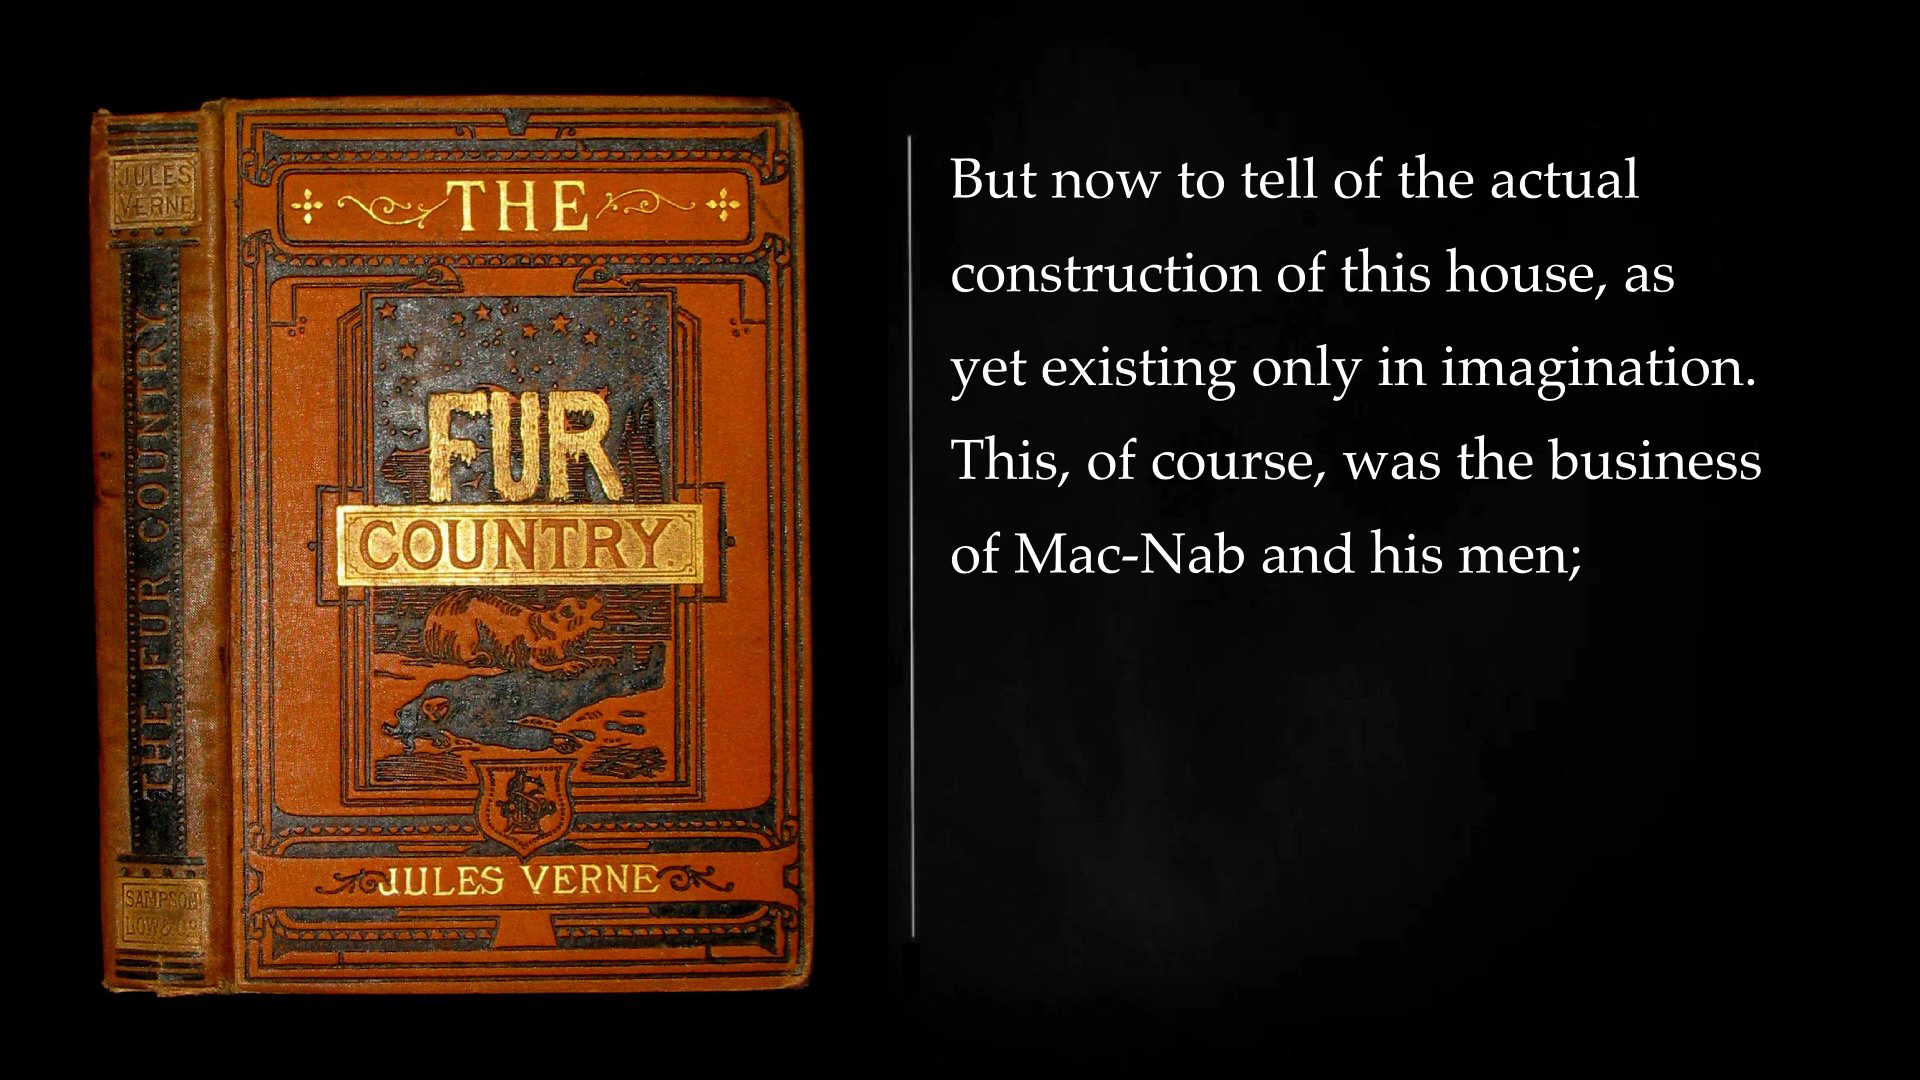 JULES
VERNE
THE FUR COUNTRY.
SAMPSON
LOW & Co
THE
FUR
COUNTRY.
JULES VERNE
But now to tell of the actual
construction of this house, as
yet existing only in imagination.
This, of course, was the business
of Mac-Nab and his men;